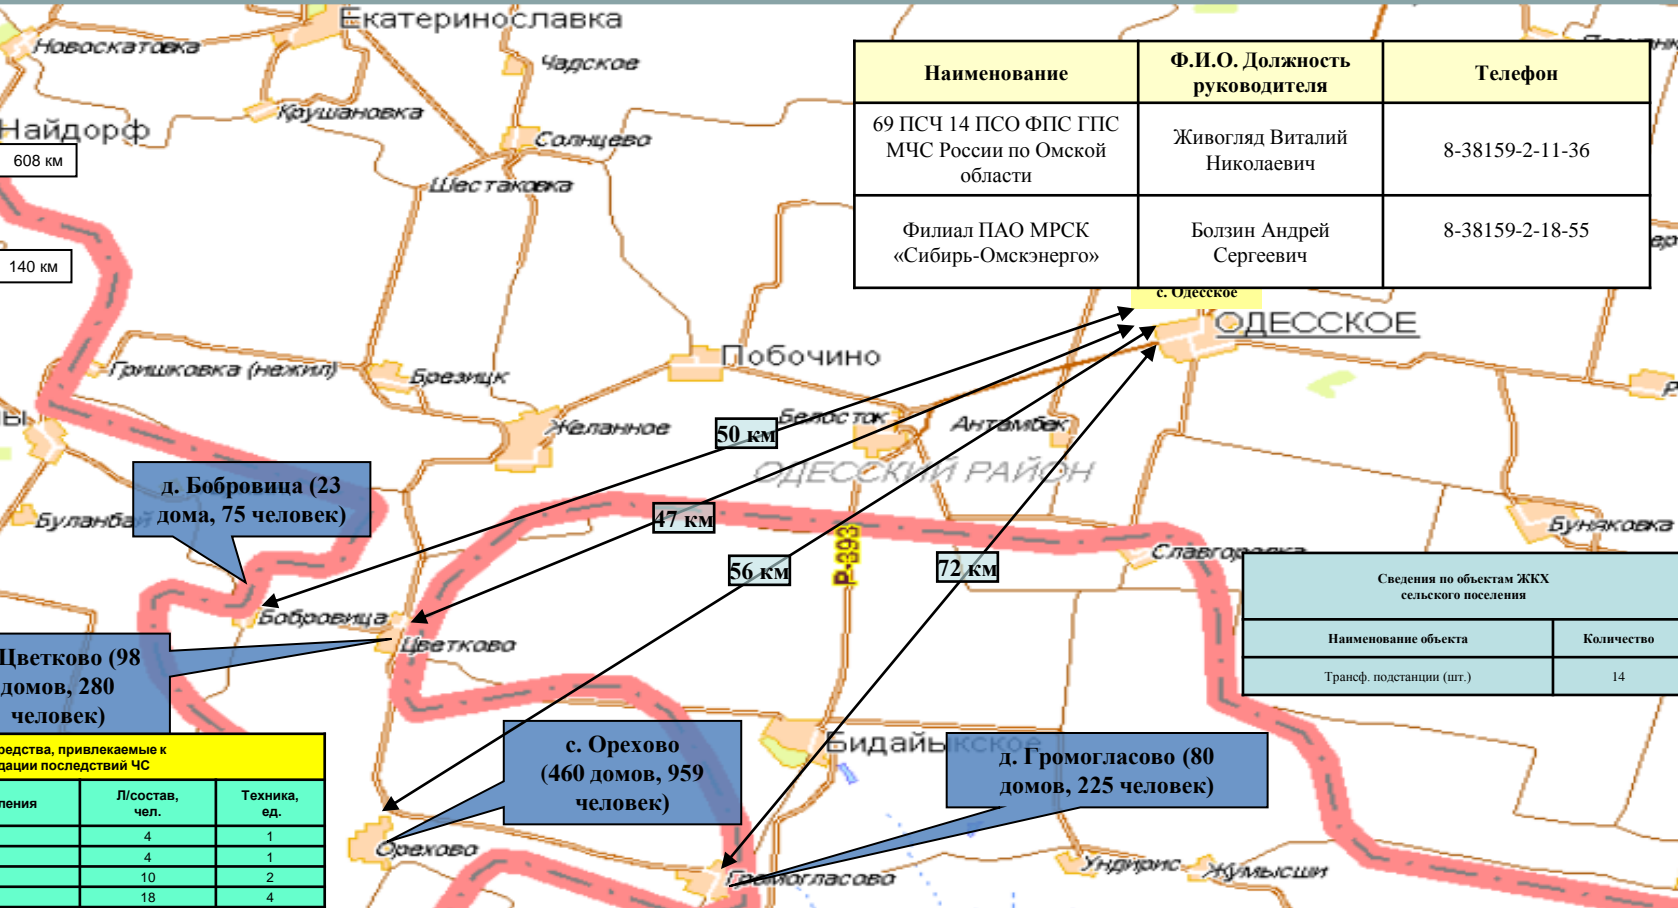 Екатеринославка
Новоскатовка
Чадское
Крушановка
Найдорф
Солнцево
608 км
Шестаковка
140 км
Наименование
Ф.И.О. Должность
руководителя
Телефон
69 ПСЧ 14 ПСО ФПС ГПС
МЧС России по Омской
области
Живогляд Виталий
Николаевич
8-38159-2-11-36
Филиал ПАО МРСК
«Сибирь-Омскэнерго»
Болзин Андрей
Сергеевич
8-38159-2-18-55
с. Одесское
ОДЕССКОЕ
Побочино
Гришковка (нежил)
Брезицк
Желанное
Белосток
Антамбек
50 км
ОДЕССКИЙ РАЙОН
д. Бобровица (23
дома, 75 человек)
Буланбай
47 км
Буняковка
Р-393
56 км
72 км
Славгородка
Сведения по объектам ЖКХ
сельского поселения
Наименование объекта
Количество
Трансф. подстанции (шт.)
14
Бобровица
Цветково
Цветково (98
домов, 280
человек)
с. Орехово
(460 домов, 959
человек)
Бидайыкское
д. Громогласово (80
домов, 225 человек)
редства, привлекаемые к
дации последствий ЧС
ления
Л/состав,
чел.
Техника,
ед.
4
1
4
1
10
2
18
4
Орехово
Громогласово
Ундирис
Жумысши